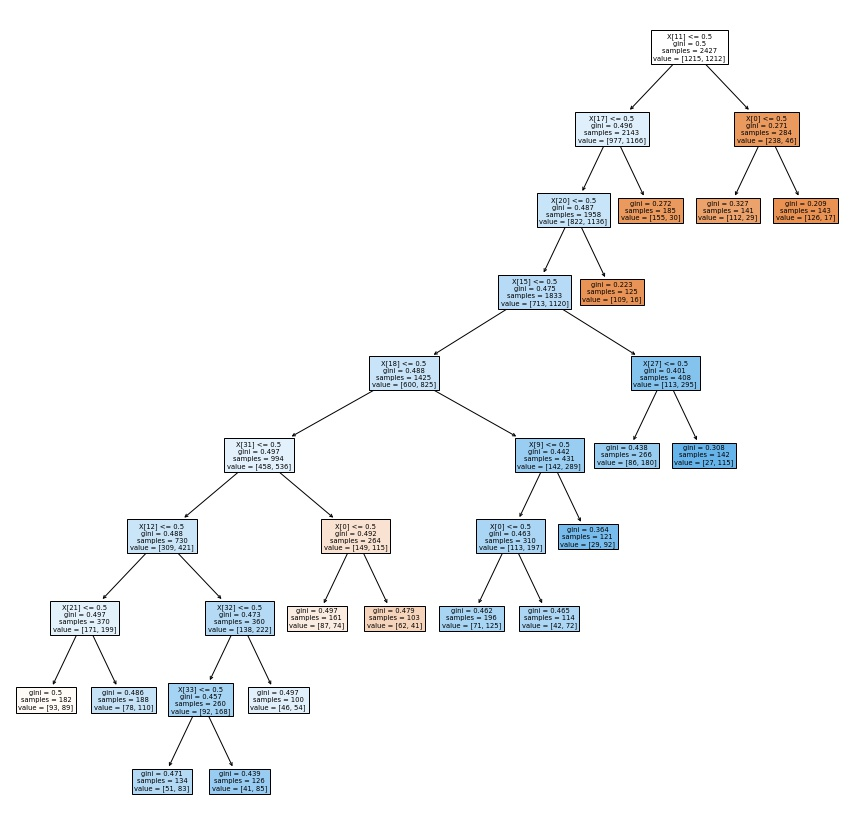 X[11] <= 0.5
gini = 0.5
samples = 2427
value = [1215, 1212]
X[17] <= 0.5
gini = 0.496
samples = 2143
value = [977, 1166]
X[0] <= 0.5
gini = 0.271
samples = 284
value = [238, 46]
X[20] <= 0.5
gini = 0.487
samples = 1958
value = [822, 1136]
gini = 0.272
samples = 185
value = [155, 30]
gini = 0.327
samples = 141
value = [112, 29]
gini = 0.209
samples = 143
value = [126, 17]
X[15] <= 0.5
gini = 0.475
samples = 1833
value = [713, 1120]
gini = 0.223
samples = 125
value = [109, 16]
X[18] <= 0.5
gini = 0.488
samples = 1425
value = [600, 825]
X[27] <= 0.5
gini = 0.401
samples = 408
value = [113, 295]
X[31] <= 0.5
gini = 0.497
samples = 994
value = [458, 536]
X[9] <= 0.5
gini = 0.442
samples = 431
value = [142, 289]
gini = 0.438
samples = 266
value = [86, 180]
gini = 0.308
samples = 142
value = [27, 115]
X[12] <= 0.5
gini = 0.488
samples = 730
value = [309, 421]
X[0] <= 0.5
gini = 0.492
samples = 264
value = [149, 115]
X[0] <= 0.5
gini = 0.463
samples = 310
value = [113, 197]
gini = 0.364
samples = 121
value = [29, 92]
X[21] <= 0.5
gini = 0.497
samples = 370
value = [171, 199]
X[32] <= 0.5
gini = 0.473
samples = 360
value = [138, 222]
gini = 0.497
samples = 161
value = [87, 74]
gini = 0.479
samples = 103
value = [62, 41]
gini = 0.462
samples = 196
value = [71, 125]
gini = 0.465
samples = 114
value = [42, 72]
gini = 0.5
samples = 182
value = [93, 89]
gini = 0.486
samples = 188
value = [78, 110]
X[33] <= 0.5
gini = 0.457
samples = 260
value = [92, 168]
gini = 0.497
samples = 100
value = [46, 54]
gini = 0.471
samples = 134
value = [51, 83]
gini = 0.439
samples = 126
value = [41, 85]